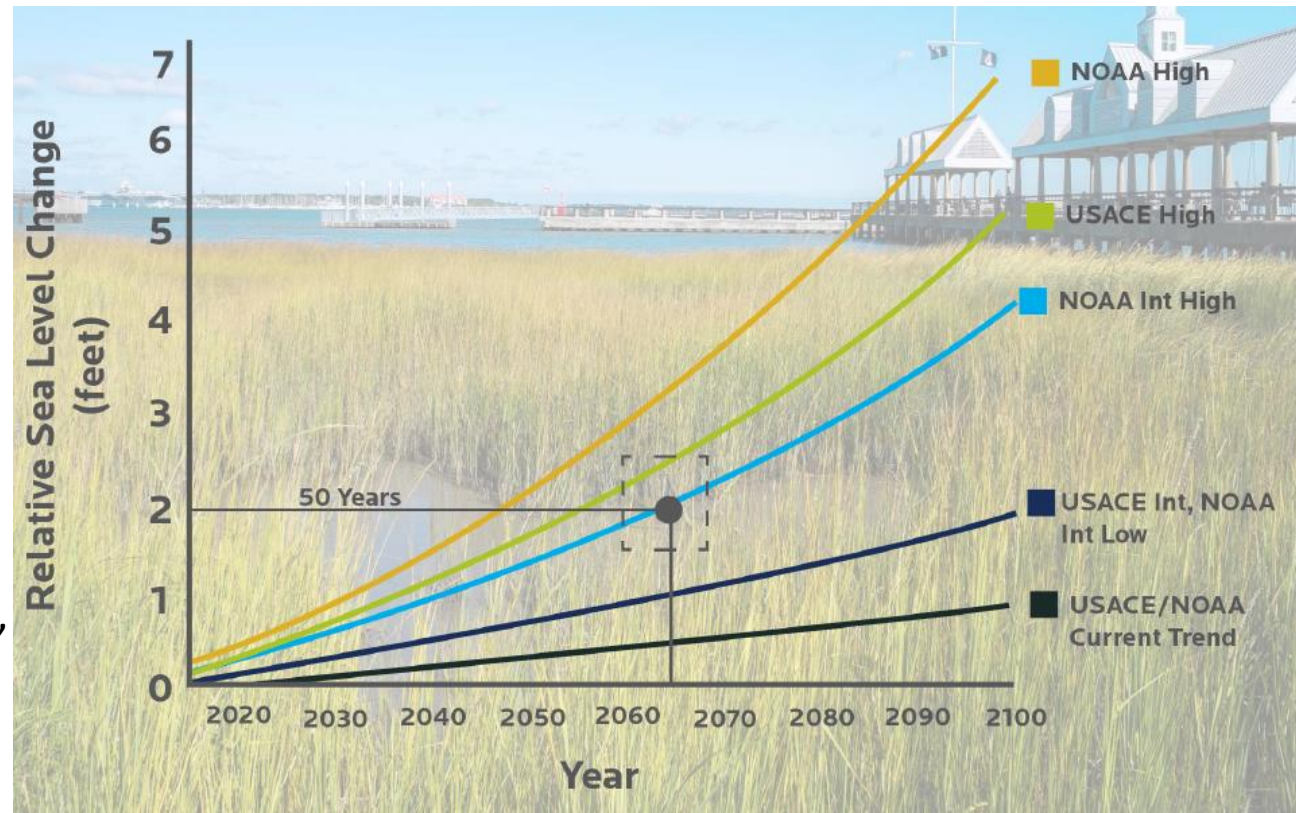 7
6
5
4
3
2
1
0
Relative Sea Level Change
(feet)
50 Years
NOAA High
USACE High
NOAA Int High
USACE Int, NOAA
Int Low
USACE/NOAA
Current Trend
2020 2030 2040 2050 2060 2070 2080 2090 2100
Year
,